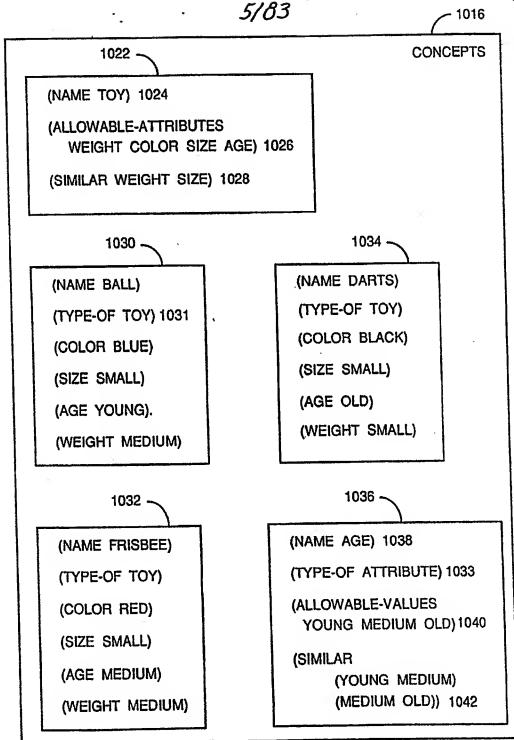 5/83
1016
CONCEPTS
1022
(NAME TOY) 1024
(ALLOWABLE-ATTRIBUTES
WEIGHT COLOR SIZE AGE) 1026
(SIMILAR WEIGHT SIZE) 1028
1030
(NAME BALL)
(TYPE-OF TOY) 1031
(COLOR BLUE)
(SIZE SMALL)
(AGE YOUNG).
(WEIGHT MEDIUM)
1034
(NAME DARTS)
(TYPE-OF TOY)
(COLOR BLACK)
(SIZE SMALL)
(AGE OLD)
(WEIGHT SMALL)
1032
(NAME FRISBEE)
(TYPE-OF TOY)
(COLOR RED)
(SIZE SMALL)
(AGE MEDIUM)
(WEIGHT MEDIUM)
1036
(NAME AGE) 1038
(TYPE-OF ATTRIBUTE) 1033
(ALLOWABLE-VALUES
YOUNG MEDIUM OLD) 1040
(SIMILAR
(YOUNG MEDIUM)
(MEDIUM OLD)) 1042